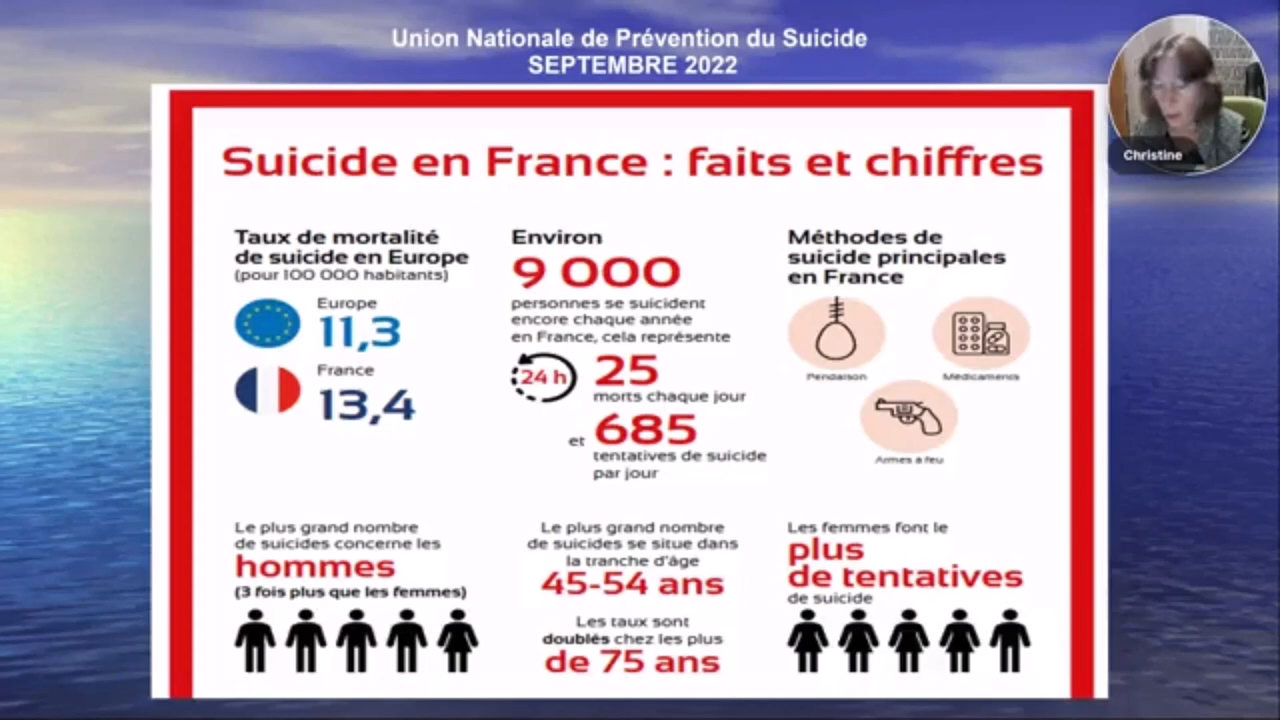 Union Nationale de Prévention du Suicide
SEPTEMBRE 2022
Christine
Suicide en France : faits et chiffres
Taux de mortalité
de suicide en Europe
(pour 100 000 habitants)
Europe
11,3
France
13,4
Environ
9 000
personnes se suicident
encore chaque année
en France, cela représente
24 h
25
morts chaque jour
et 685
tentatives de suicide
par jour
Méthodes de
suicide principales
en France
Pendaison
Médicaments
Armes à feu
Le plus grand nombre
de suicides concerne les
hommes
(3 fois plus que les femmes)
Le plus grand nombre
de suicides se situe dans
la tranche d'âge
45-54 ans
Les taux sont
doublés chez les plus
de 75 ans
Les femmes font le
plus
de tentatives
de suicide